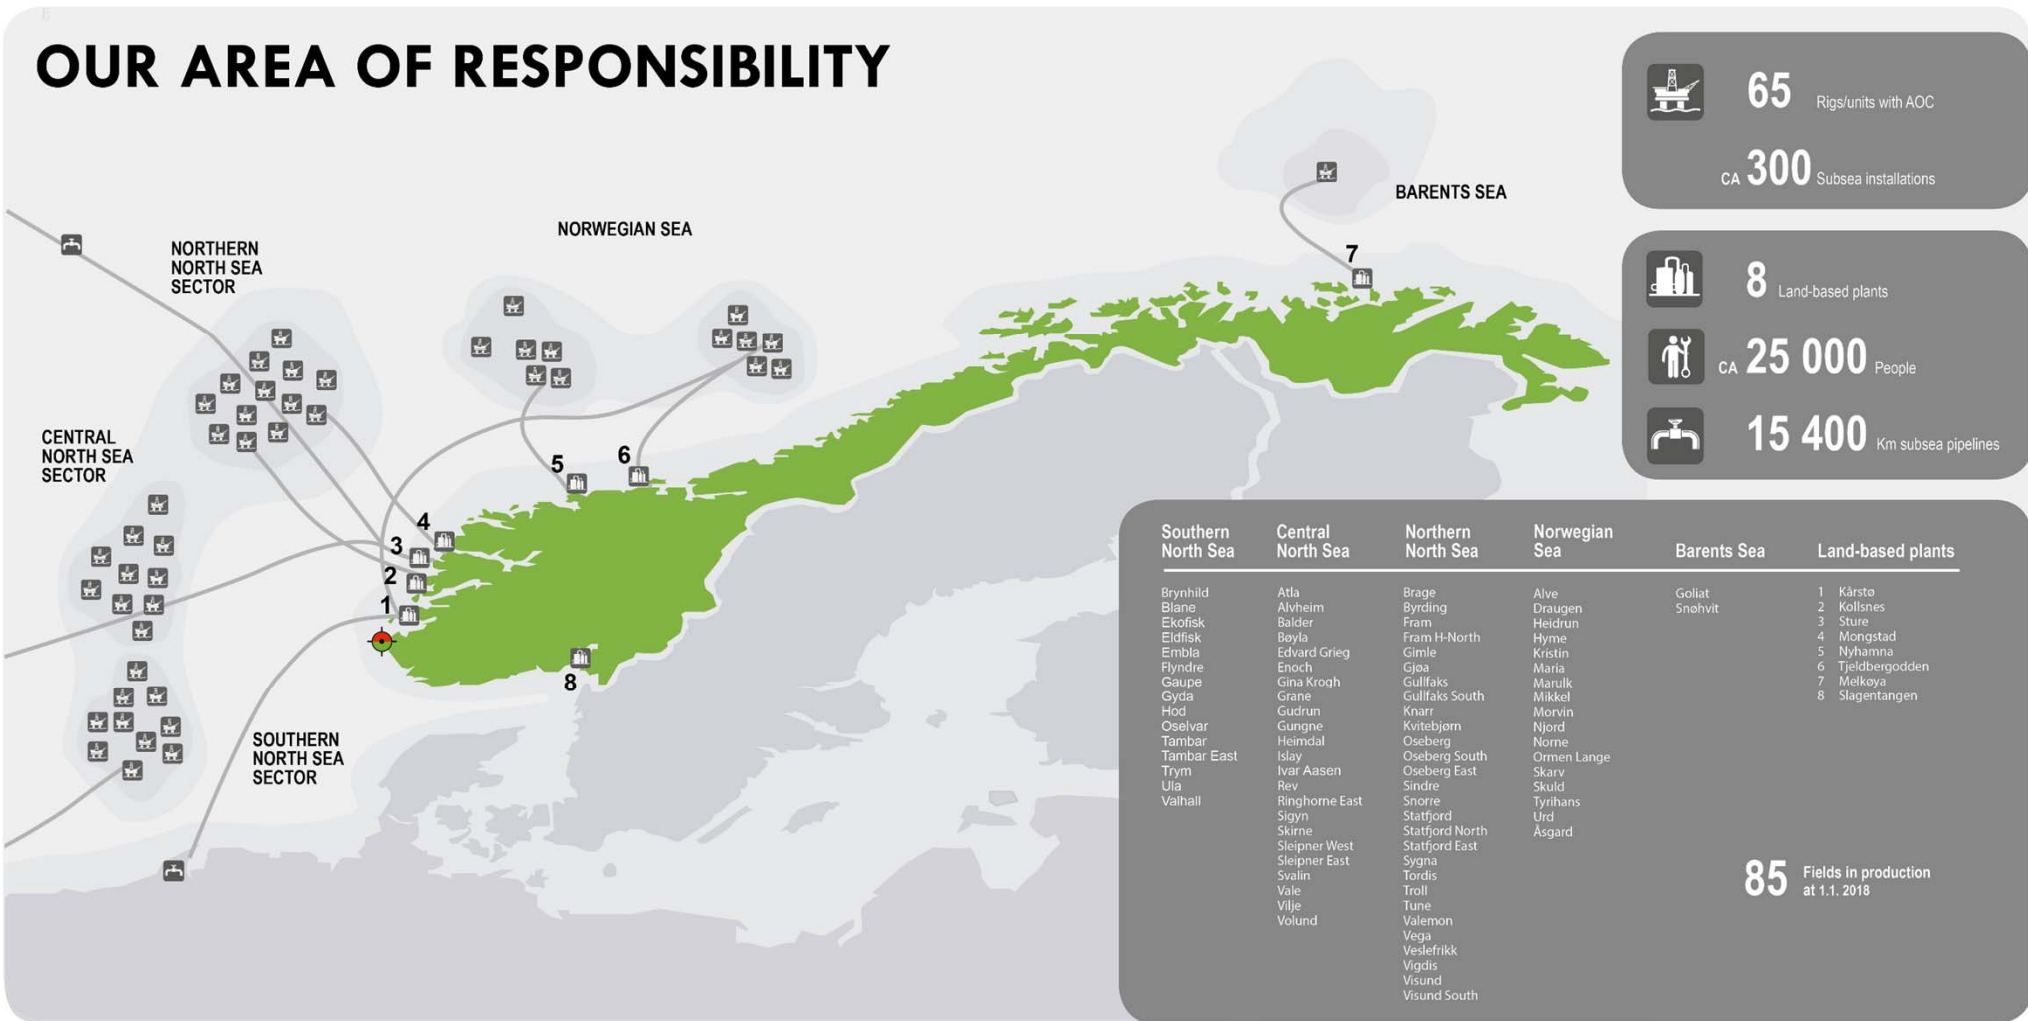 OUR AREA OF RESPONSIBILITY
65 Rigs/units with AOC
CA 300 Subsea installations
BARENTS SEA
NORWEGIAN SEA
NORTHERN
NORTH SEA
SECTOR
7
8 Land-based plants
CA 25 000 People
15 400 Km subsea pipelines
CENTRAL
NORTH SEA
SECTOR
5
6
4
3
2
1
8
SOUTHERN
NORTH SEA
SECTOR
Southern
North Sea
Brynhild
Blane
Ekofisk
Eldfisk
Embla
Flyndre
Gaupe
Gyda
Hod
Oselvar
Tambar
Tambar East
Trym
Ula
Valhall
Central
North Sea
Atla
Alvheim
Balder
Bøyla
Edvard Grieg
Enoch
Gina Krogh
Grane
Gudrun
Gungne
Heimdal
Islay
Ivar Aasen
Rev
Ringhorne East
Sigyn
Skirne
Sleipner West
Sleipner East
Svalin
Vale
Vilje
Volund
Northern
North Sea
Brage
Byrding
Fram
Fram H-North
Gimle
Gjøa
Gullfaks
Gullfaks South
Knarr
Kvitebjørn
Oseberg
Oseberg South
Oseberg East
Sindre
Snorre
Statfjord
Statfjord North
Statfjord East
Sygna
Tordis
Troll
Tune
Valemon
Vega
Veslefrikk
Vigdis
Visund
Visund South
Norwegian
Sea
Alve
Draugen
Heidrun
Hyme
Kristin
Maria
Marulk
Mikkel
Morvin
Njord
Norne
Ormen Lange
Skarv
Skuld
Tyrihans
Urd
Åsgard
Barents Sea
Goliat
Snøhvit
Land-based plants
1 Kårstø
2 Kollsnes
3 Sture
4 Mongstad
5 Nyhamna
6 Tjeldbergodden
7 Melkøya
8 Slagentangen
85 Fields in production
at 1.1. 2018